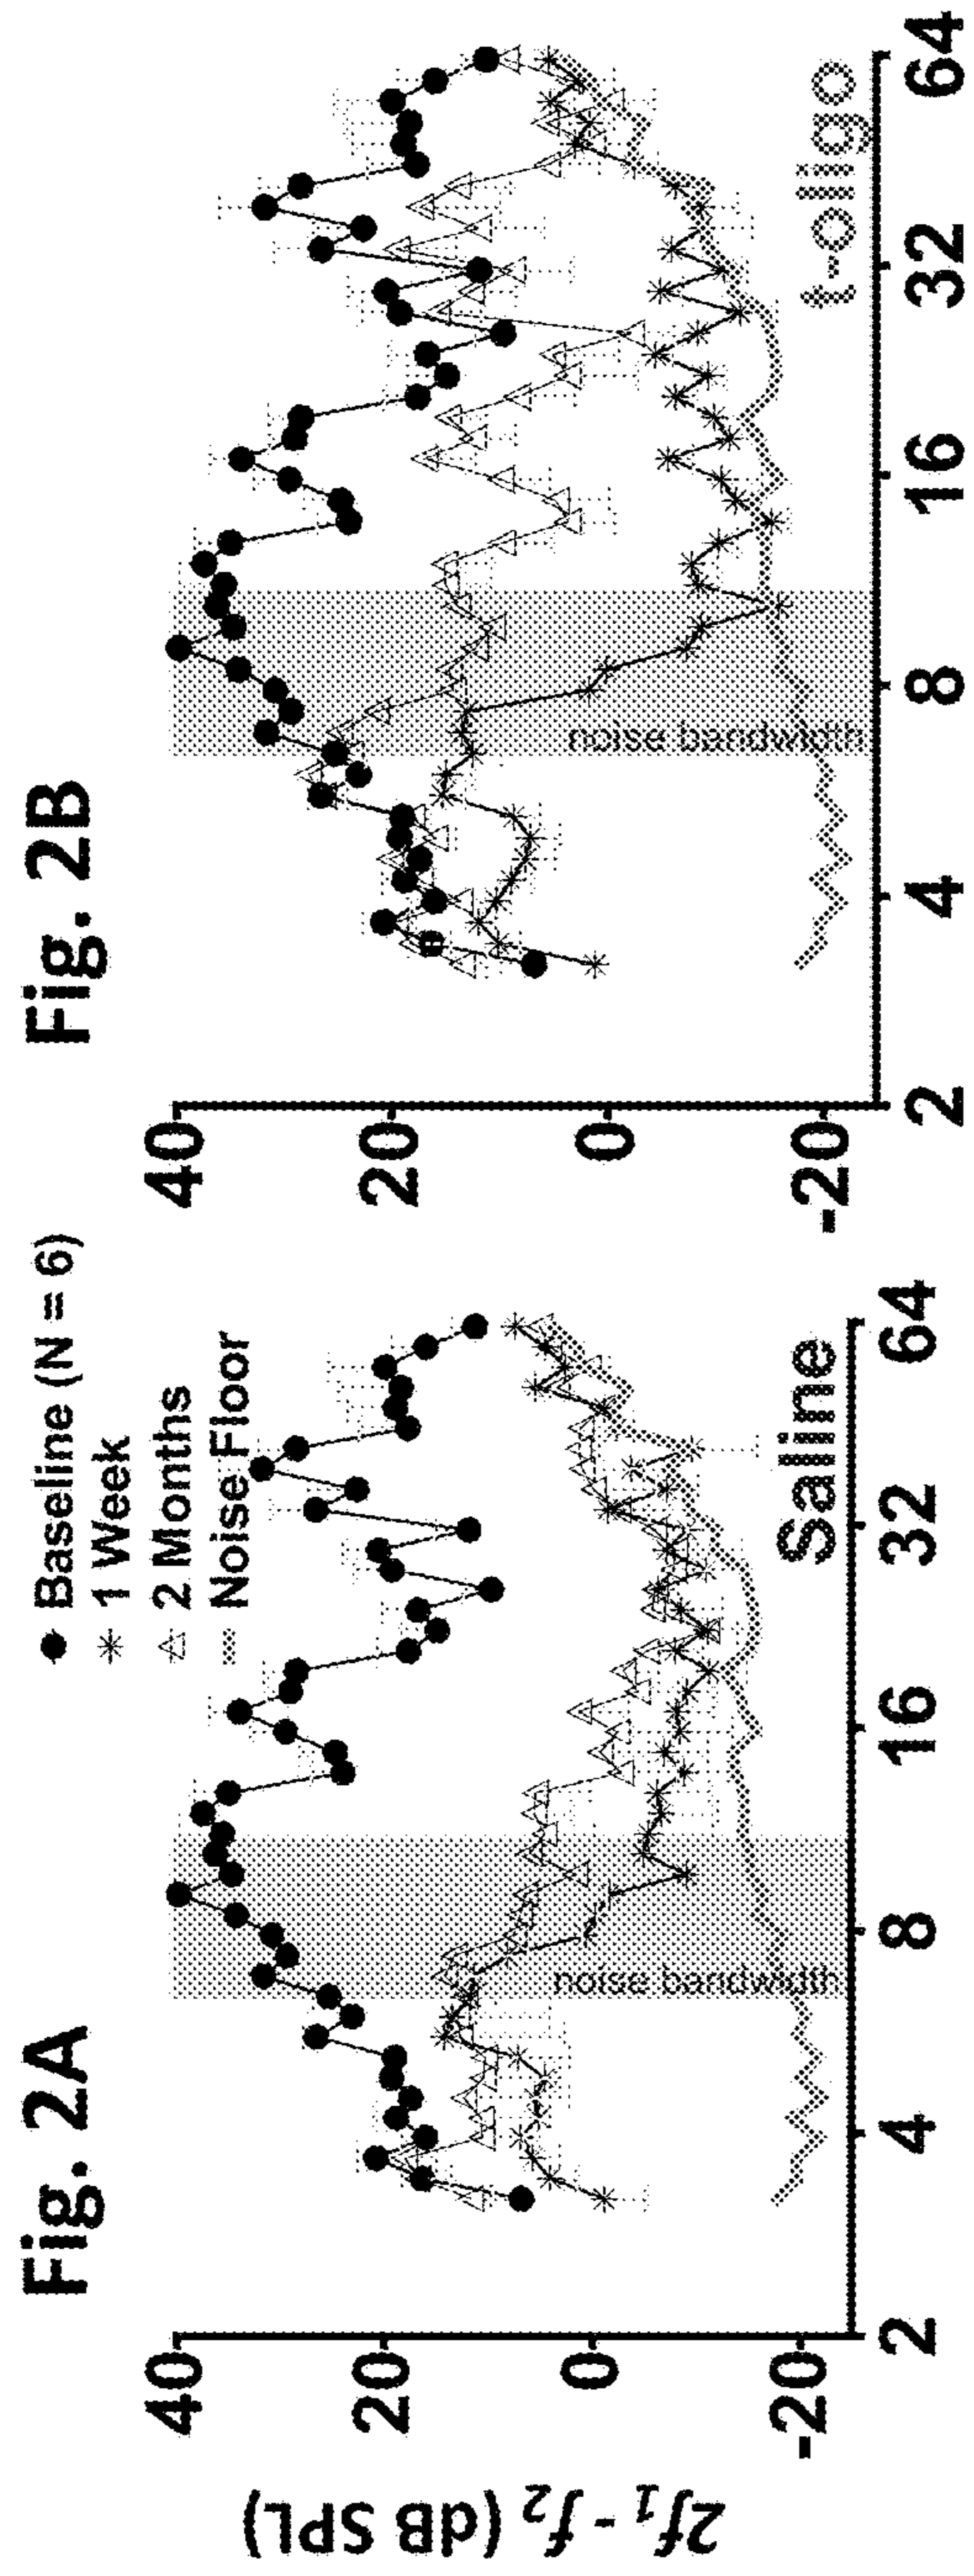 Fig. 2A
● Baseline (N = 6)
✳ 1 Week
△ 2 Months
Noise Floor
2f₁- f₂ (dB SPL)
40
20
0
-20
noise bandwidth
Saline
2 4 8 16 32 64
Fig. 2B
40
20
0
-20
noise bandwidth
t-oligo
2 4 8 16 32 64